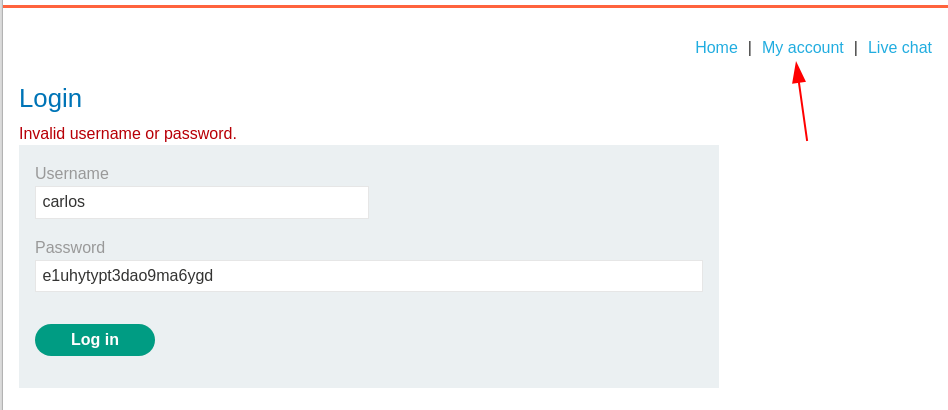 Home | My account | Live chat
Login
Invalid username or password.
Username
carlos
Password
e1uhytypt3dao9ma6ygd
Log in